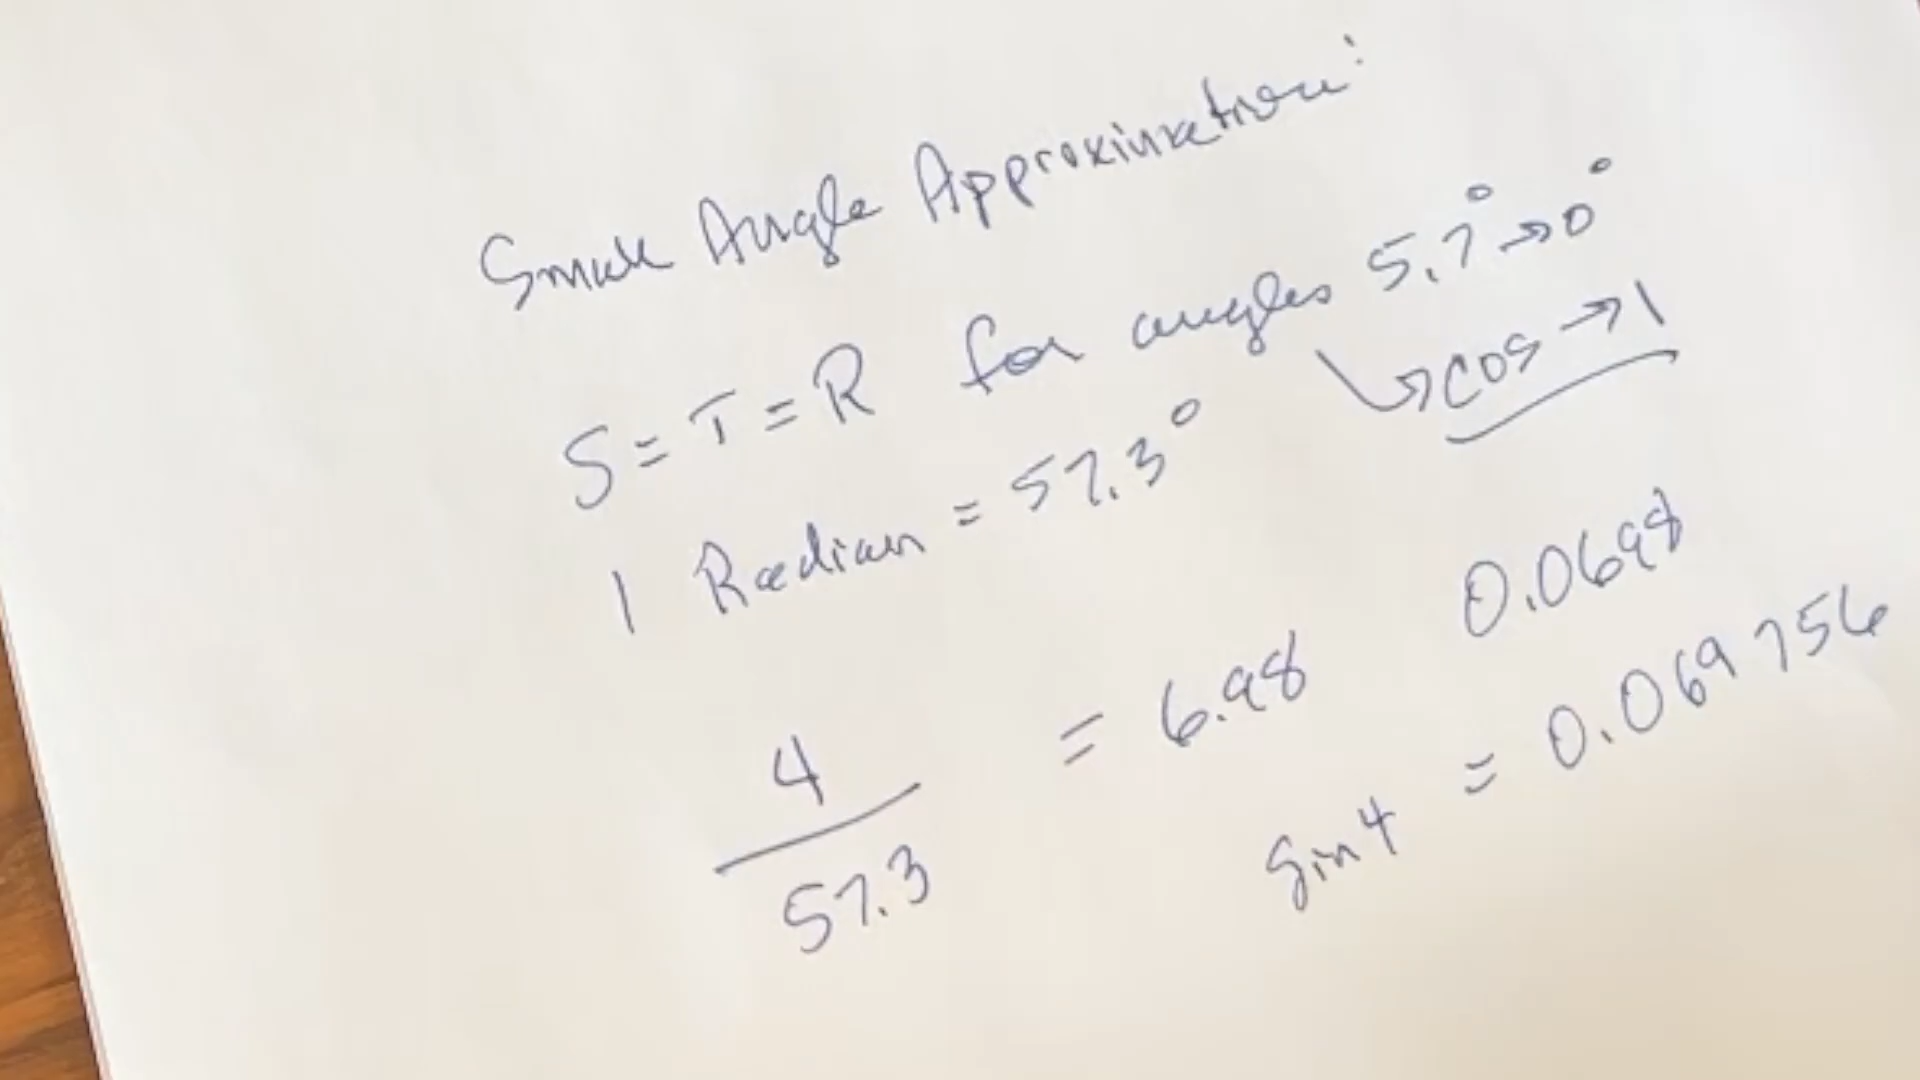 Small Angle Approximation:
S = T = R for angles 5.7° → 0°
↳ cos → 1
1 Radian = 57.3°
4/57.3 = 6.98 0.0698
sin 4 = 0.069756